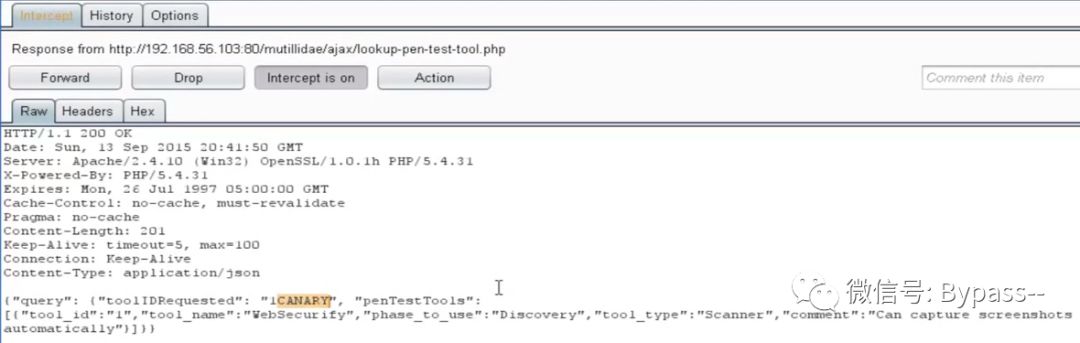 Intercept History Options
Response from http://192.168.56.103:80/mutillidae/ajax/lookup-pen-test-tool.php
Forward Drop Intercept is on Action Comment this item
Raw Headers Hex
HTTP/1.1 200 OK
Date: Sun, 13 Sep 2015 20:41:50 GMT
Server: Apache/2.4.10 (Win32) OpenSSL/1.0.1h PHP/5.4.31
X-Powered-By: PHP/5.4.31
Expires: Mon, 26 Jul 1997 05:00:00 GMT
Cache-Control: no-cache, must-revalidate
Pragma: no-cache
Content-Length: 201
Keep-Alive: timeout=5, max=100
Connection: Keep-Alive
Content-Type: application/json
{"query": {"toolIDRequested": "1CANARY", "penTestTools":
[{"tool_id":"1","tool_name":"WebSecurify","phase_to_use":"Discovery","tool_type":"Scanner","comment":"Can capture screenshots
automatically"}]}}
微信号: Bypass--